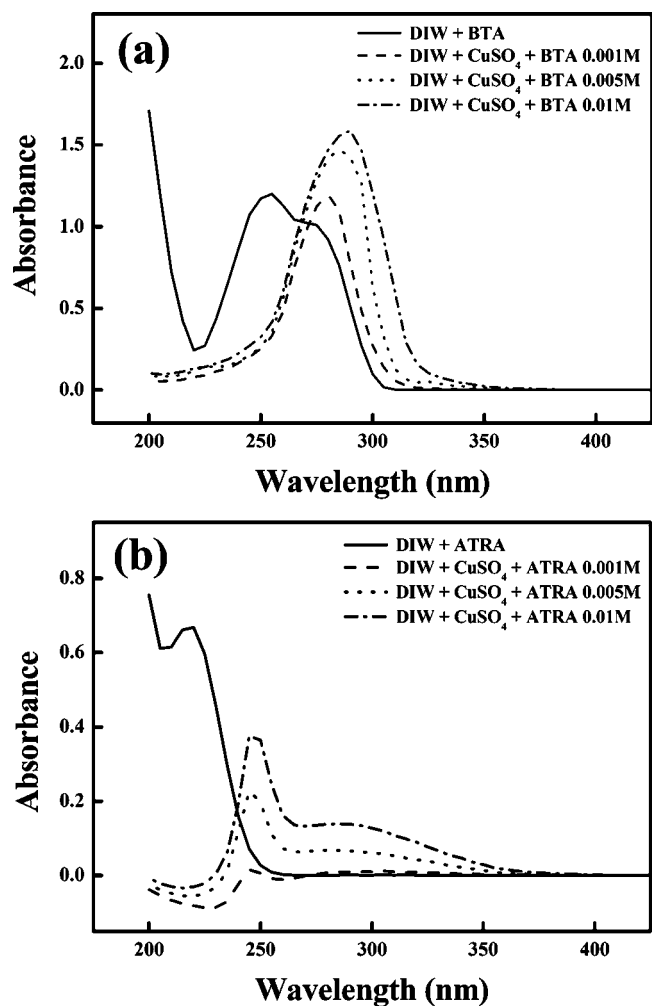 (a)
DIW + BTA
DIW + CuSO₄ + BTA 0.001M
DIW + CuSO₄ + BTA 0.005M
DIW + CuSO₄ + BTA 0.01M
2.0
1.5
1.0
0.5
0.0
Absorbance
200 250 300 350 400
Wavelength (nm)
(b)
DIW + ATRA
DIW + CuSO₄ + ATRA 0.001M
DIW + CuSO₄ + ATRA 0.005M
DIW + CuSO₄ + ATRA 0.01M
0.8
0.6
0.4
0.2
0.0
Absorbance
200 250 300 350 400
Wavelength (nm)